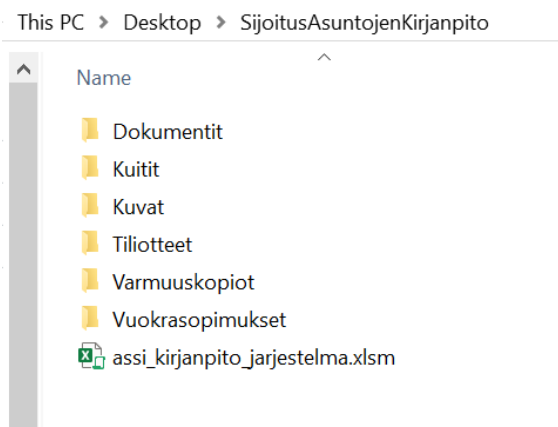 This PC > Desktop > SijoitusAsuntojenKirjanpito
Name
Dokumentit
Kuitit
Kuvat
Tiliotteet
Varmuuskopiot
Vuokrasopimukset
assi_kirjanpito_jarjestelma.xlsm